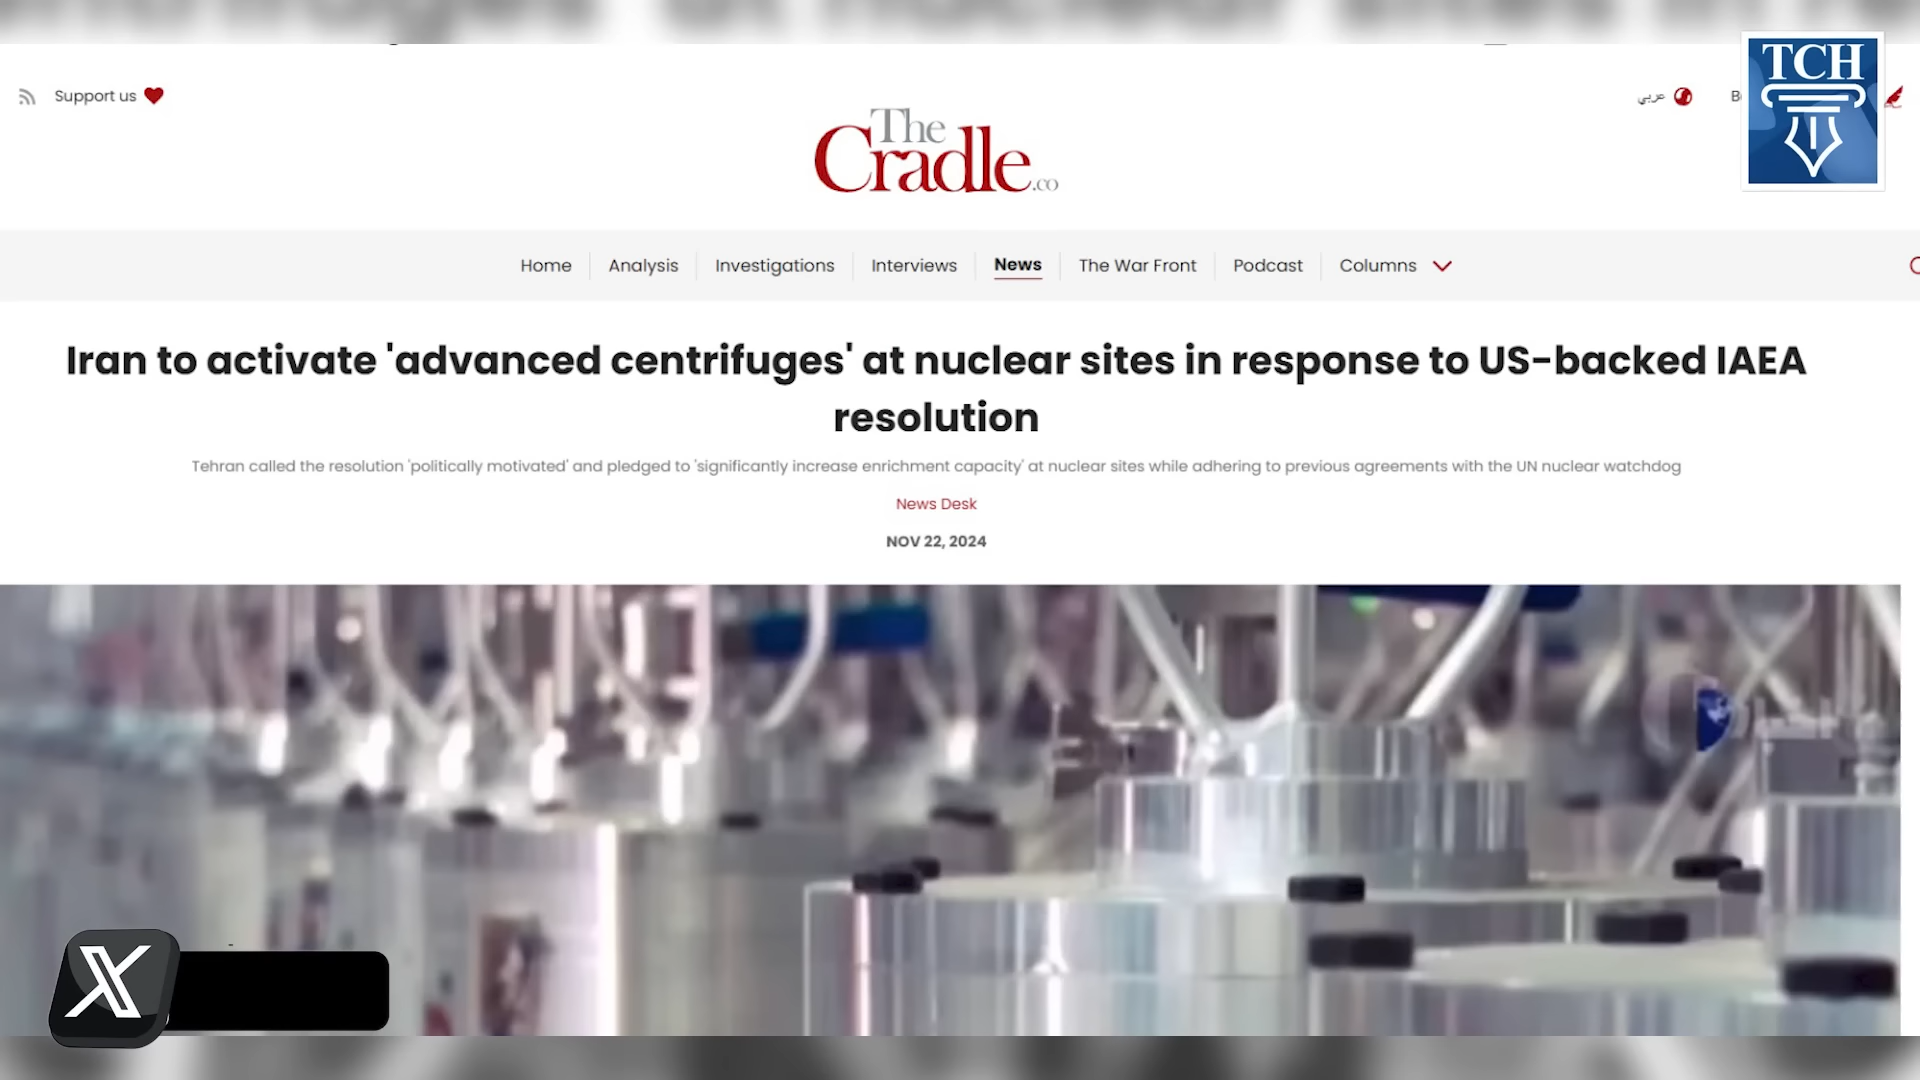 TCH
Support us
عربي
The
Cradle.co
Home
Analysis
Investigations
Interviews
News
The War Front
Podcast
Columns
Iran to activate 'advanced centrifuges' at nuclear sites in response to US-backed IAEA
resolution
Tehran called the resolution 'politically motivated' and pledged to 'significantly increase enrichment capacity' at nuclear sites while adhering to previous agreements with the UN nuclear watchdog
News Desk
NOV 22, 2024
X